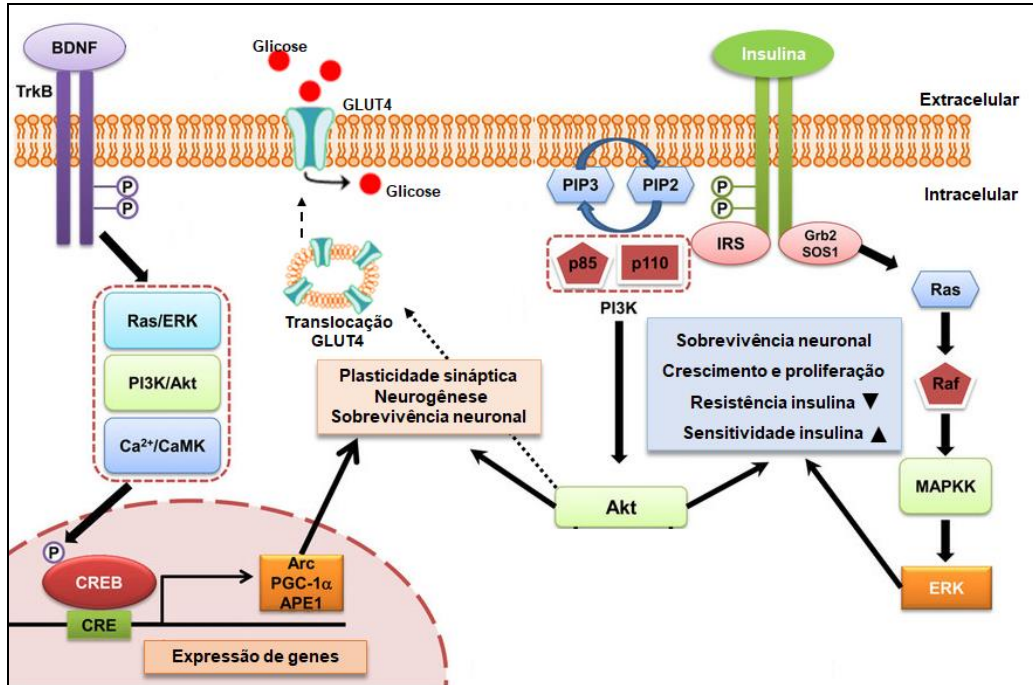 BDNF
TrkB
P
P
Ras/ERK
PI3K/Akt
Ca²⁺/CaMK
P
CREB
CRE
Arc
PGC-1α
APE1
Expressão de genes
Glicose
GLUT4
Glicose
Translocação
GLUT4
Plasticidade sináptica
Neurogênese
Sobrevivência neuronal
Insulina
Extracelular
Intracelular
PIP3
PIP2
P
P
IRS
Grb2
SOS1
p85
p110
PI3K
Akt
Ras
Raf
MAPKK
ERK
Sobrevivência neuronal
Crescimento e proliferação
Resistência insulina ▼
Sensitividade insulina ▲